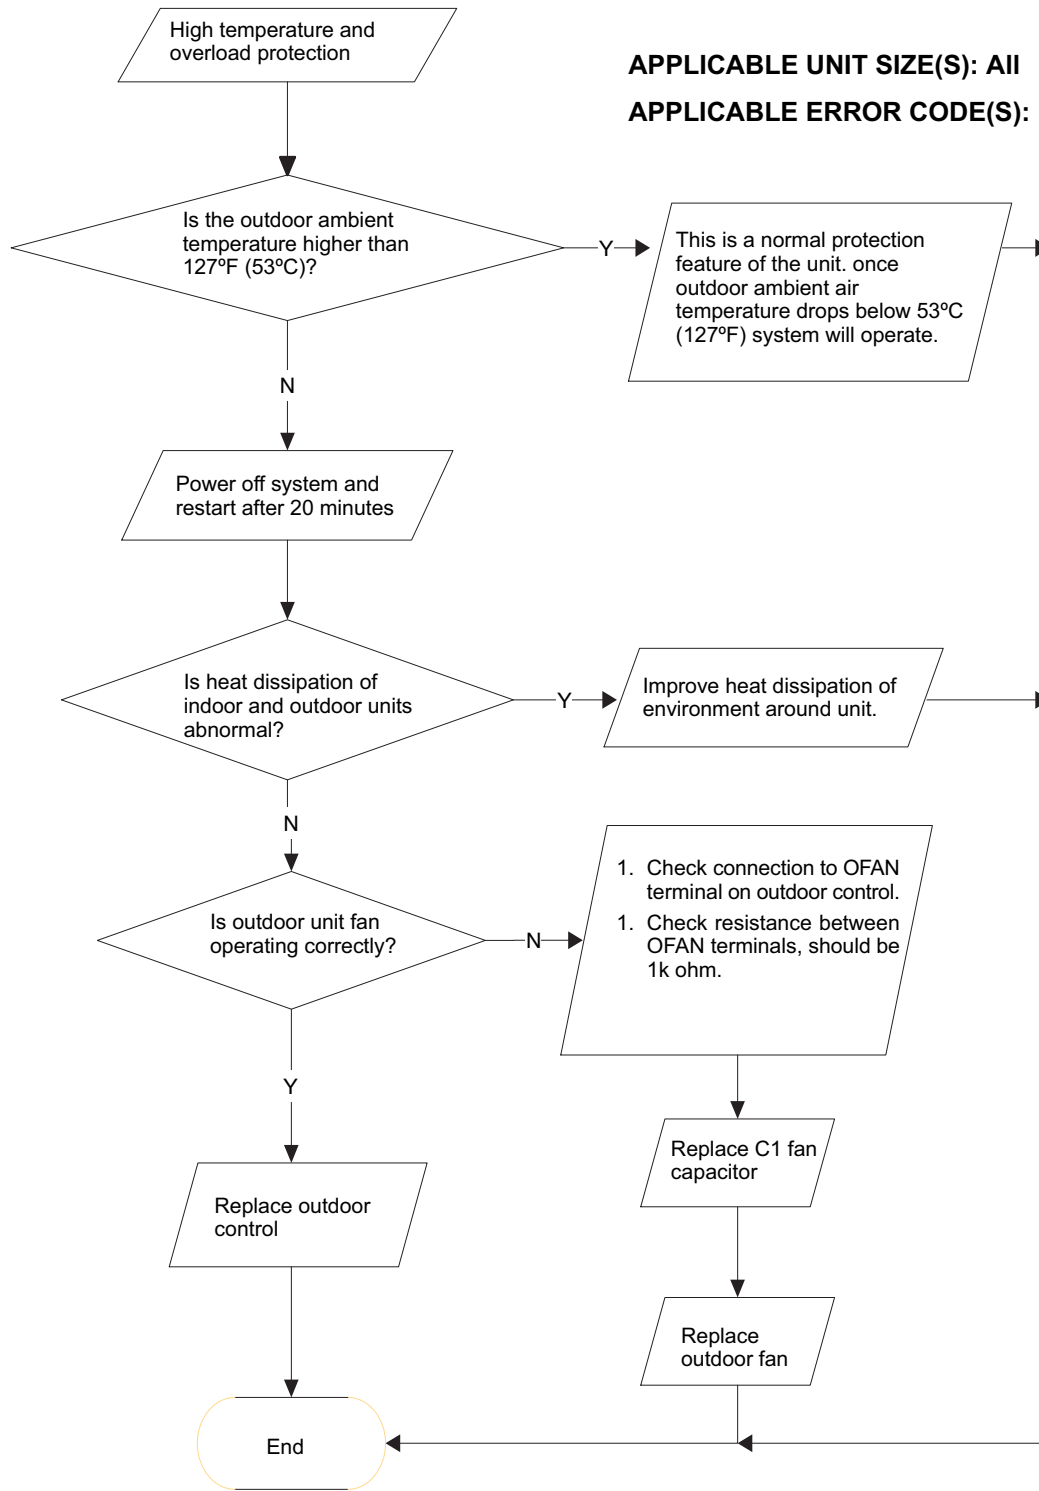 High temperature and
overload protection
APPLICABLE UNIT SIZE(S): All
APPLICABLE ERROR CODE(S):
Is the outdoor ambient
temperature higher than
127ºF (53ºC)?
Y
This is a normal protection
feature of the unit. once
outdoor ambient air
temperature drops below 53ºC
(127ºF) system will operate.
N
Power off system and
restart after 20 minutes
Is heat dissipation of
indoor and outdoor units
abnormal?
Y
Improve heat dissipation of
environment around unit.
N
Is outdoor unit fan
operating correctly?
N
1. Check connection to OFAN
terminal on outdoor control.
1. Check resistance between
OFAN terminals, should be
1k ohm.
Y
Replace C1 fan
capacitor
Replace outdoor
control
Replace
outdoor fan
End